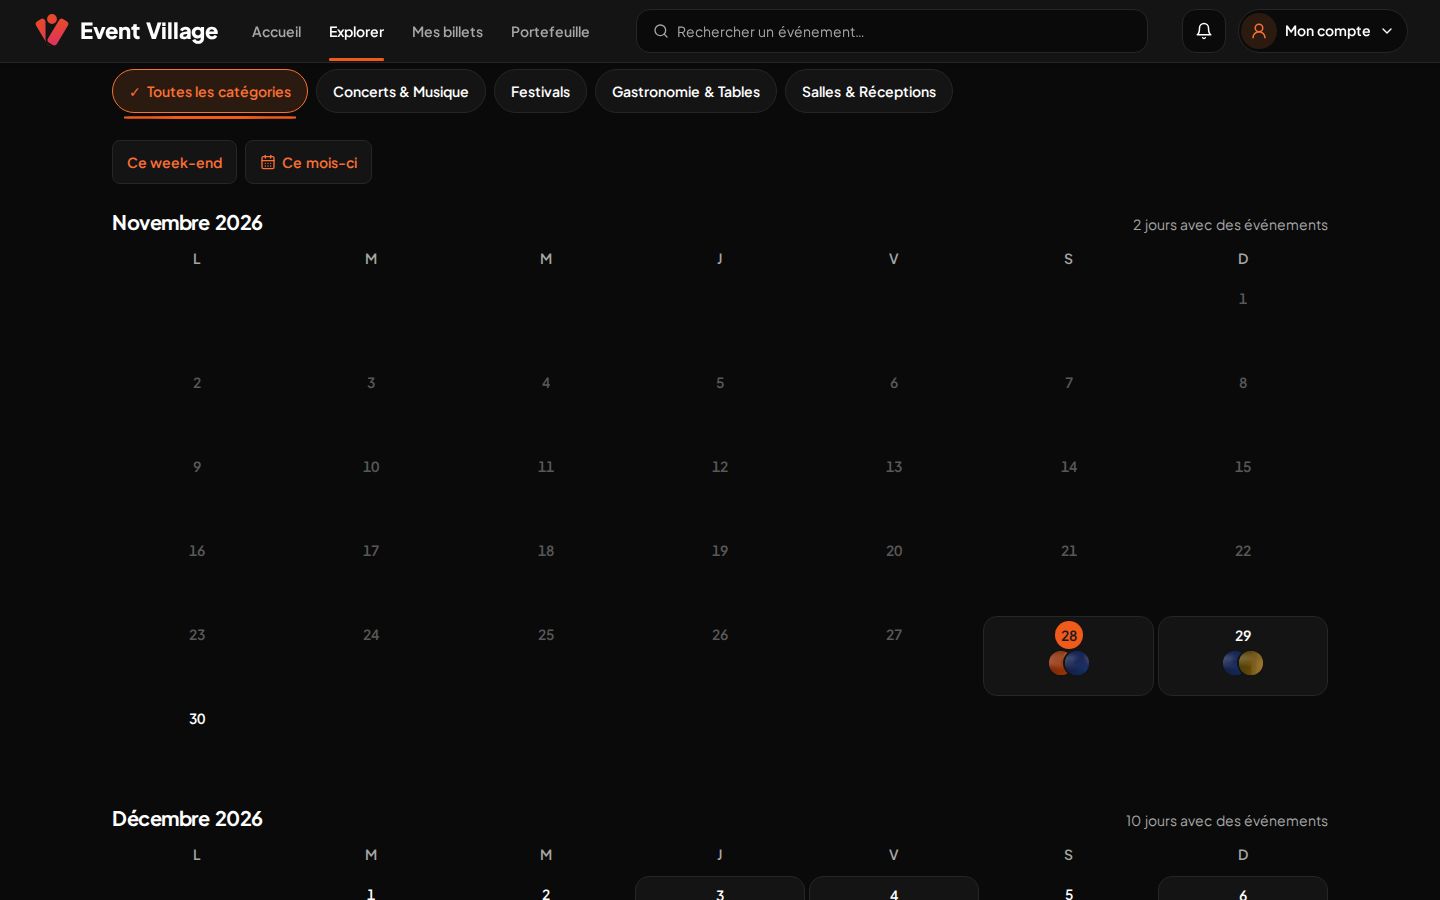 Event Village Accueil Explorer Mes billets Portefeuille Rechercher un événement... Mon compte
✓ Toutes les catégories Concerts & Musique Festivals Gastronomie & Tables Salles & Réceptions
Ce week-end Ce mois-ci
Novembre 2026 2 jours avec des événements
L M M J V S D
1
2 3 4 5 6 7 8
9 10 11 12 13 14 15
16 17 18 19 20 21 22
23 24 25 26 27 28 29
30
Décembre 2026 10 jours avec des événements
L M M J V S D
1 2 3 4 5 6